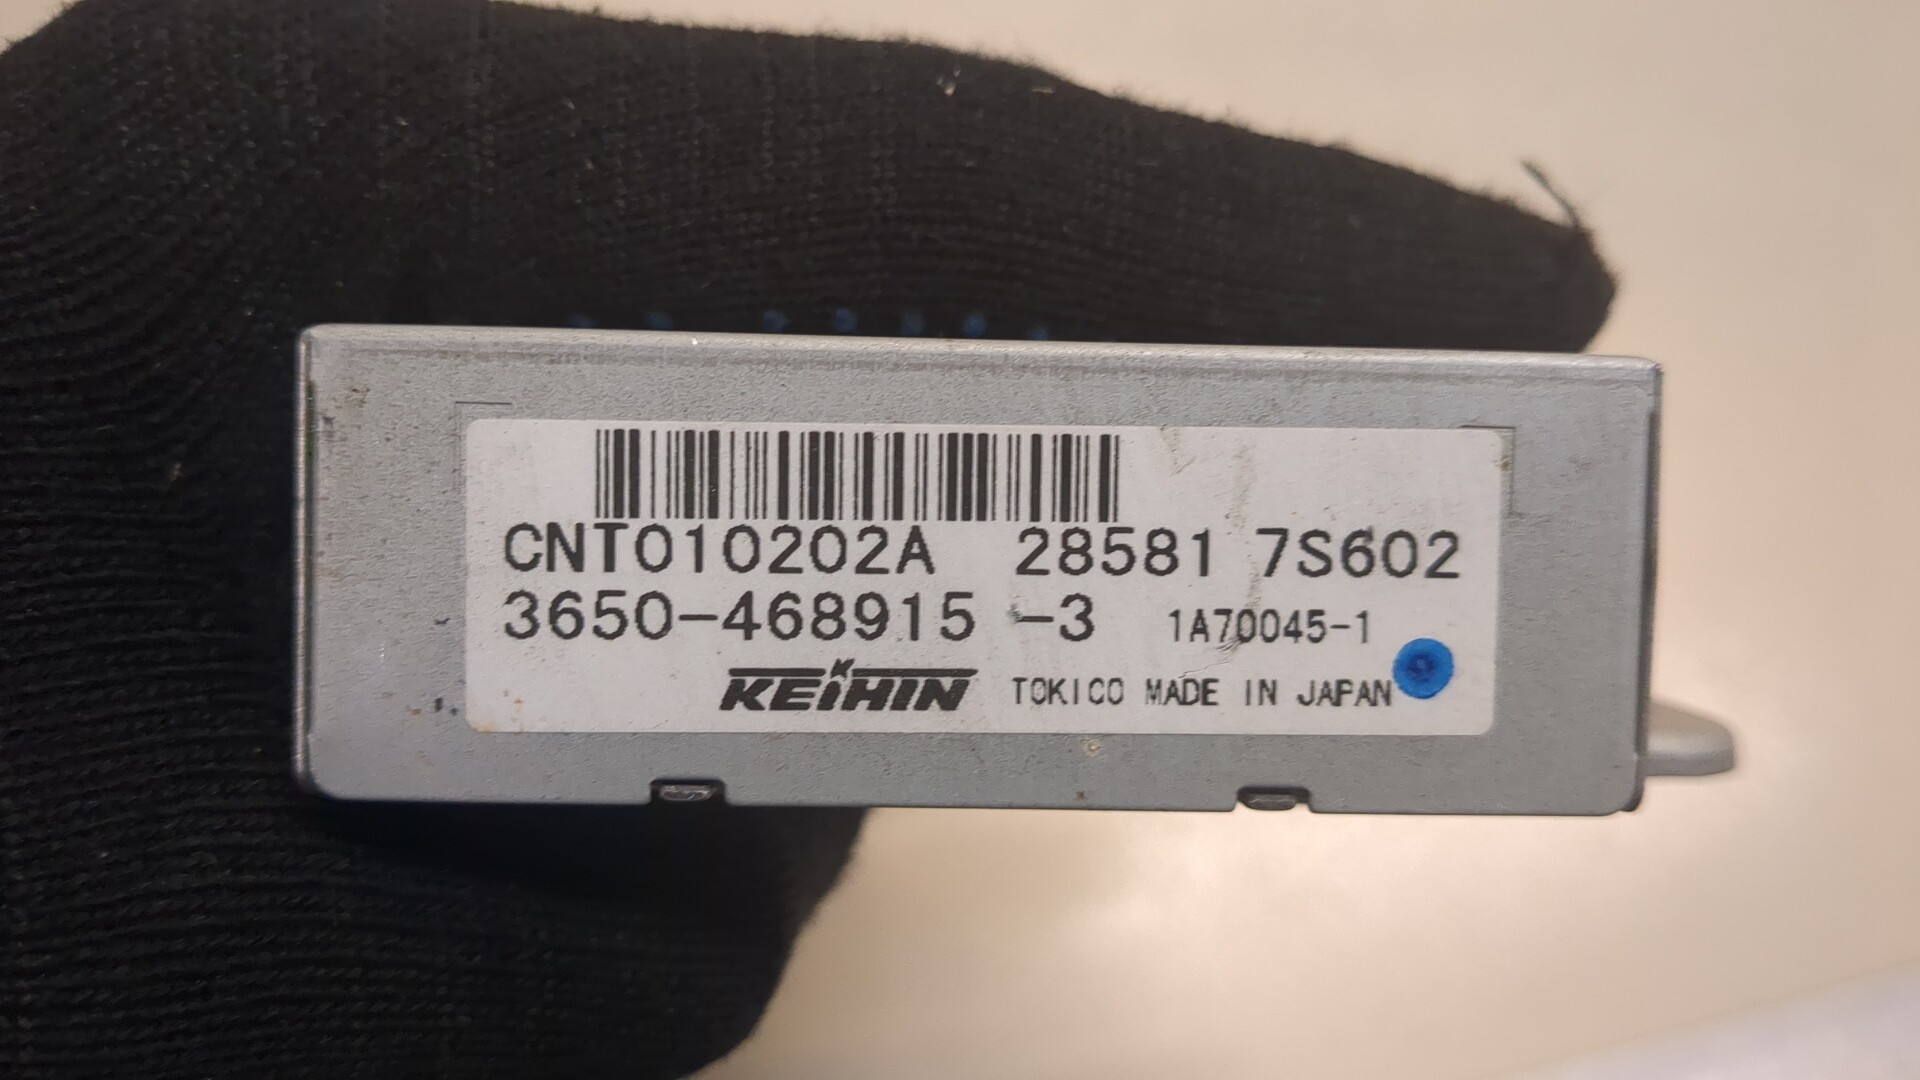 CNT010202A 28581 7S602
3650-468915 -3 1A70045-1
KEIHIN TOKICO MADE IN JAPAN